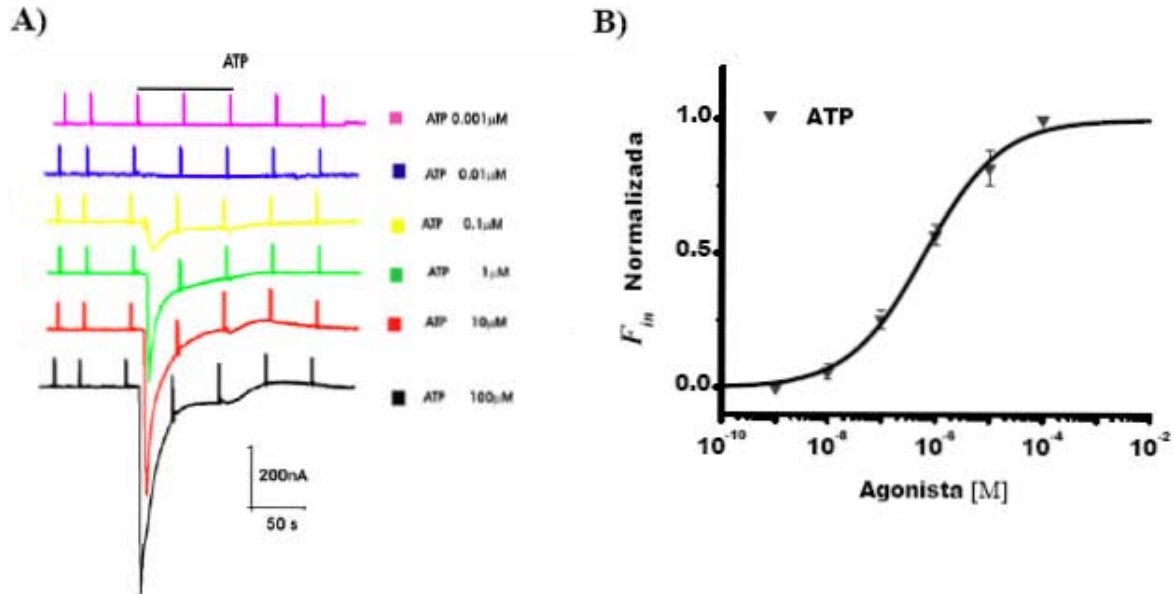 A)
ATP
ATP 0.001µM
ATP 0.01µM
ATP 0.1µM
ATP 1µM
ATP 10µM
ATP 100µM
200nA
50 s
B)
ATP
F_in Normalizada
1.0
0.5
0.0
10^-10 10^-8 10^-6 10^-4 10^-2
Agonista [M]